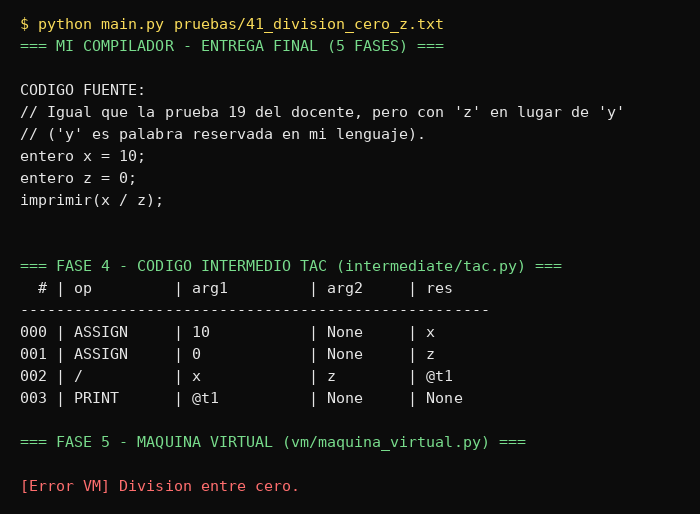 $ python main.py pruebas/41_division_cero_z.txt
=== MI COMPILADOR - ENTREGA FINAL (5 FASES) ===
CODIGO FUENTE:
// Igual que la prueba 19 del docente, pero con 'z' en lugar de 'y'
// ('y' es palabra reservada en mi lenguaje).
entero x = 10;
entero z = 0;
imprimir(x / z);
=== FASE 4 - CODIGO INTERMEDIO TAC (intermediate/tac.py) ===
  # | op         | arg1         | arg2     | res
----------------------------------------------------
000 | ASSIGN     | 10           | None     | x
001 | ASSIGN     | 0            | None     | z
002 | /          | x            | z        | @t1
003 | PRINT      | @t1          | None     | None
=== FASE 5 - MAQUINA VIRTUAL (vm/maquina_virtual.py) ===
[Error VM] Division entre cero.